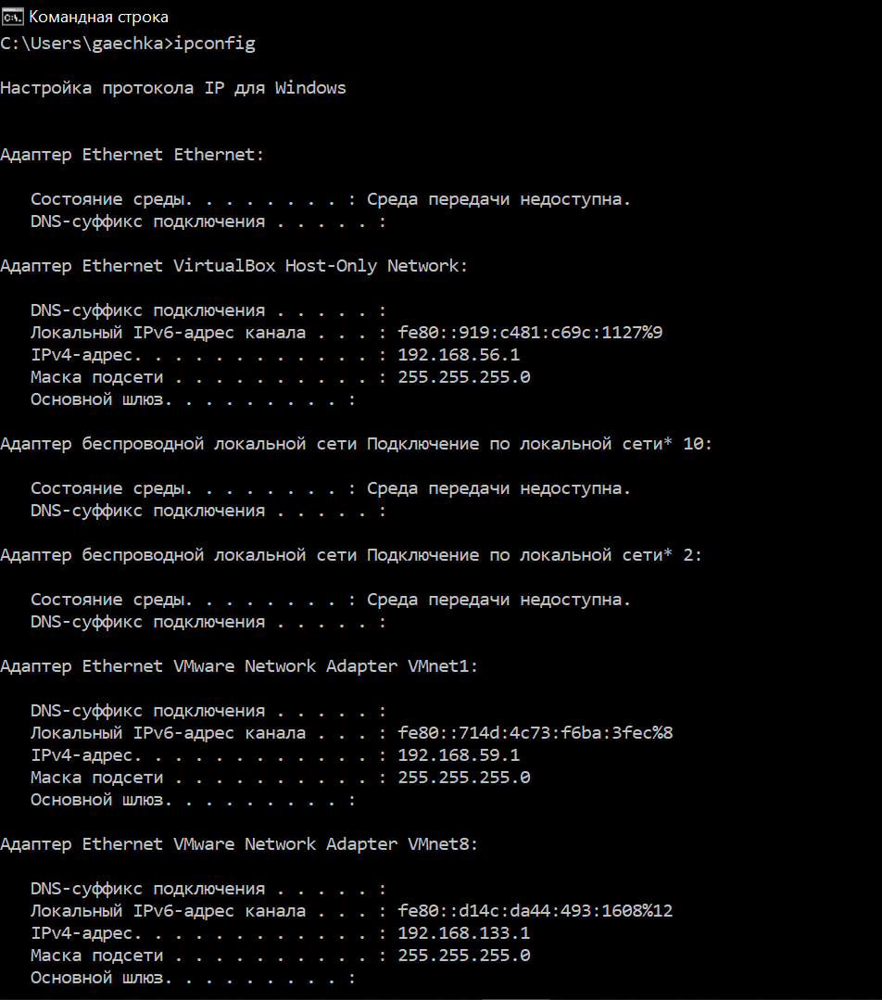 Командная строка
C:\Users\gaechka>ipconfig
Настройка протокола IP для Windows
Адаптер Ethernet Ethernet:
Состояние среды. . . . . . . . : Среда передачи недоступна.
DNS-суффикс подключения . . . . . :
Адаптер Ethernet VirtualBox Host-Only Network:
DNS-суффикс подключения . . . . . :
Локальный IPv6-адрес канала . . . : fe80::919:c481:c69c:1127%9
IPv4-адрес. . . . . . . . . . . . : 192.168.56.1
Маска подсети . . . . . . . . . . : 255.255.255.0
Основной шлюз. . . . . . . . . :
Адаптер беспроводной локальной сети Подключение по локальной сети* 10:
Состояние среды. . . . . . . . : Среда передачи недоступна.
DNS-суффикс подключения . . . . . :
Адаптер беспроводной локальной сети Подключение по локальной сети* 2:
Состояние среды. . . . . . . . : Среда передачи недоступна.
DNS-суффикс подключения . . . . . :
Адаптер Ethernet VMware Network Adapter VMnet1:
DNS-суффикс подключения . . . . . :
Локальный IPv6-адрес канала . . . : fe80::714d:4c73:f6ba:3fec%8
IPv4-адрес. . . . . . . . . . . . : 192.168.59.1
Маска подсети . . . . . . . . . . : 255.255.255.0
Основной шлюз. . . . . . . . . :
Адаптер Ethernet VMware Network Adapter VMnet8:
DNS-суффикс подключения . . . . . :
Локальный IPv6-адрес канала . . . : fe80::d14c:da44:493:1608%12
IPv4-адрес. . . . . . . . . . . . : 192.168.133.1
Маска подсети . . . . . . . . . . : 255.255.255.0
Основной шлюз. . . . . . . . . :